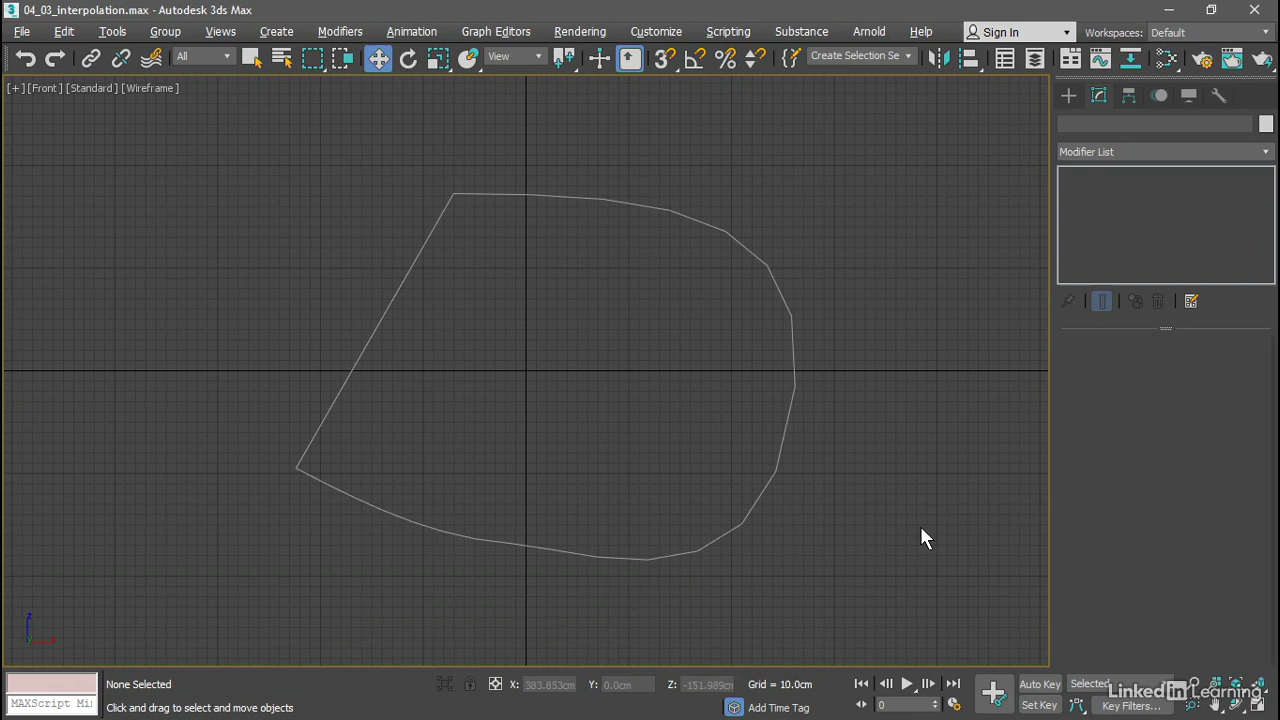 3 04_03_interpolation.max - Autodesk 3ds Max
File Edit Tools Group Views Create Modifiers Animation Graph Editors Rendering Customize Scripting Substance Arnold Help Sign In Workspaces: Default
All View Create Selection Se
[+] [Front] [Standard] [Wireframe]
Modifier List
z
x
y
None Selected X: 383.853cm Y: 0.0cm Z: -151.989cm Grid = 10.0cm Auto Key Selected
LinkedIn Learning
MAXScript Mi Click and drag to select and move objects Add Time Tag 0 Set Key Key Filters...